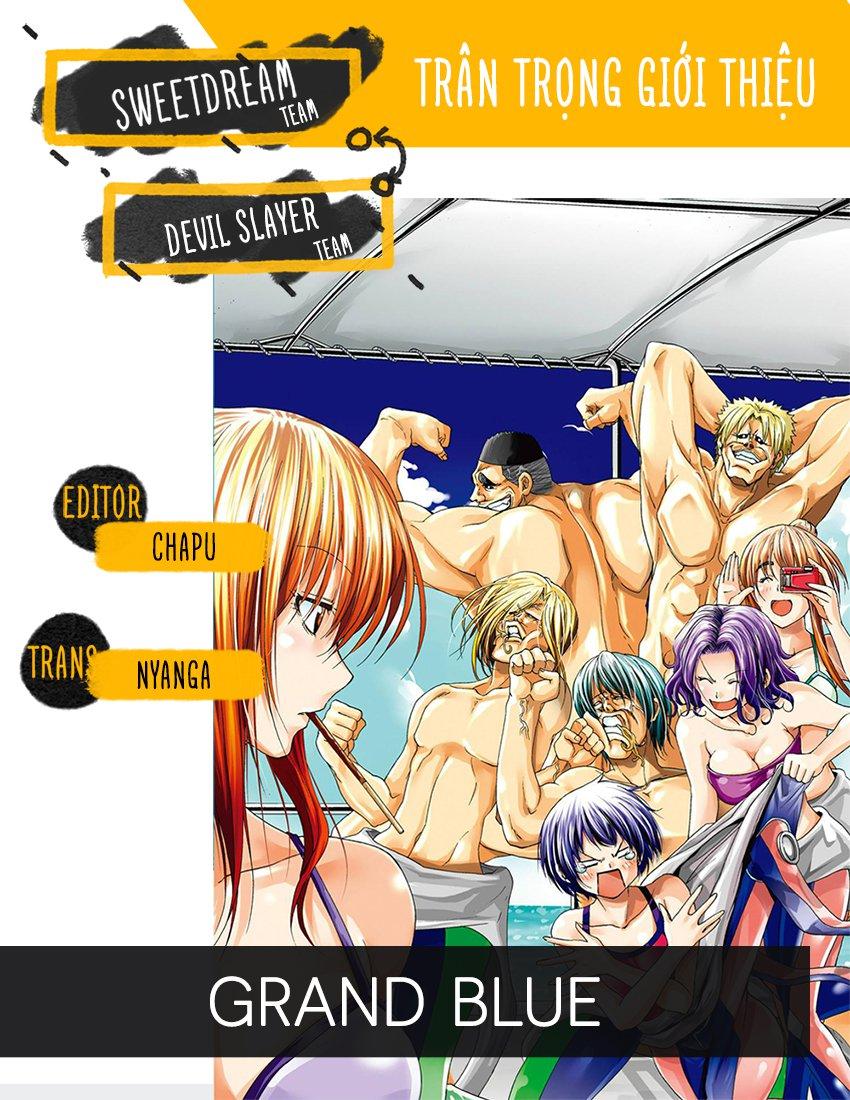 SWEETDREAM
TEAM
TRÂN TRỌNG GIỚI THIỆU
DEVIL SLAYER
TEAM
EDITOR
CHAPU
TRANS
NYANGA
GRAND BLUE